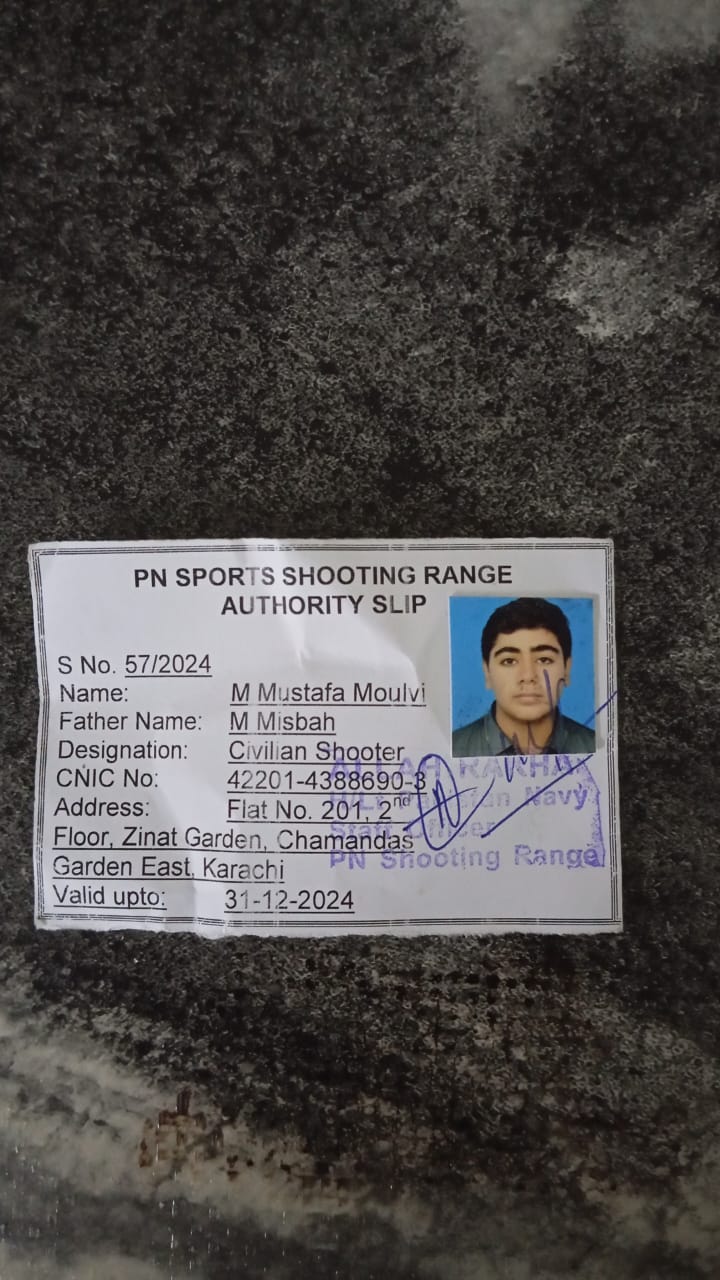 PN SPORTS SHOOTING RANGE
AUTHORITY SLIP
S No. 57/2024
Name: M Mustafa Moulvi
Father Name: M Misbah
Designation: Civilian Shooter
CNIC No: 42201-4388690-3
Address: Flat No. 201, 2nd
Floor, Zinat Garden, Chamandas
Garden East, Karachi
Valid upto: 31-12-2024
ALLAH RAKHA
Pakistan Navy
Staff Officer
PN Shooting Range